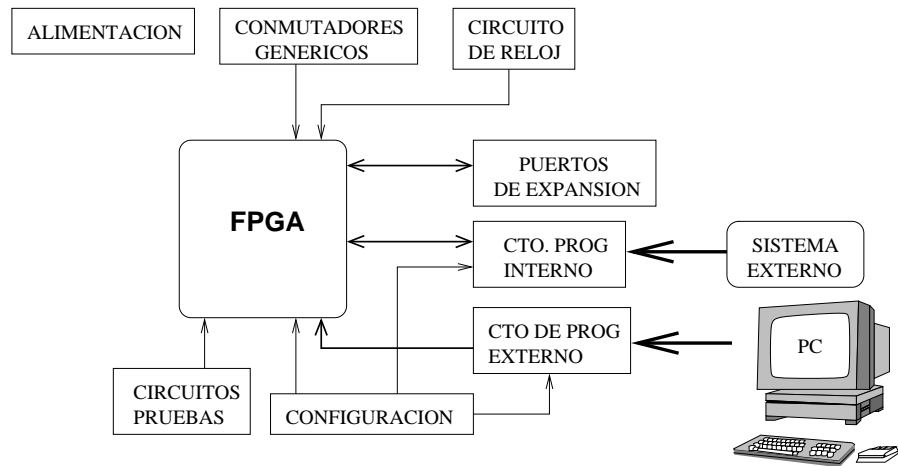 ALIMENTACION
CONMUTADORES
GENERICOS
CIRCUITO
DE RELOJ
FPGA
PUERTOS
DE EXPANSION
CTO. PROG
INTERNO
SISTEMA
EXTERNO
CTO DE PROG
EXTERNO
PC
CIRCUITOS
PRUEBAS
CONFIGURACION